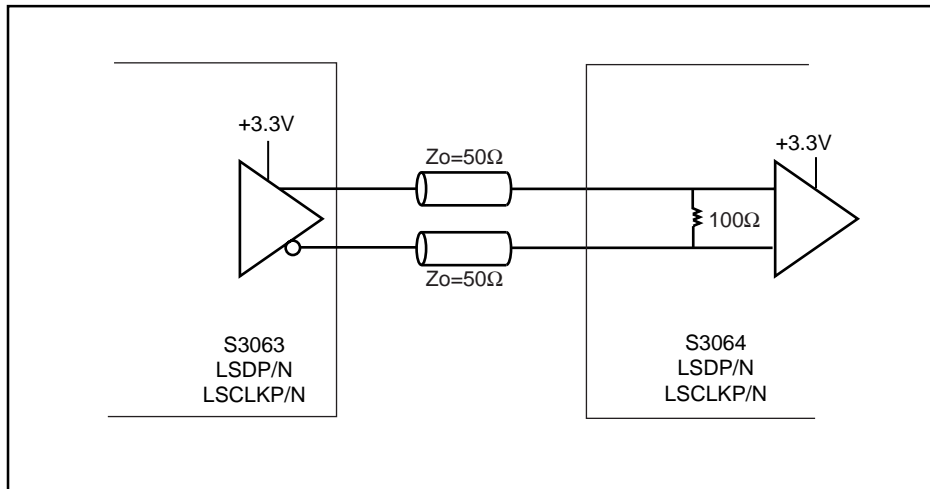 +3.3V
Zo=50Ω
+3.3V
100Ω
Zo=50Ω
S3063
LSDP/N
LSCLKP/N
S3064
LSDP/N
LSCLKP/N